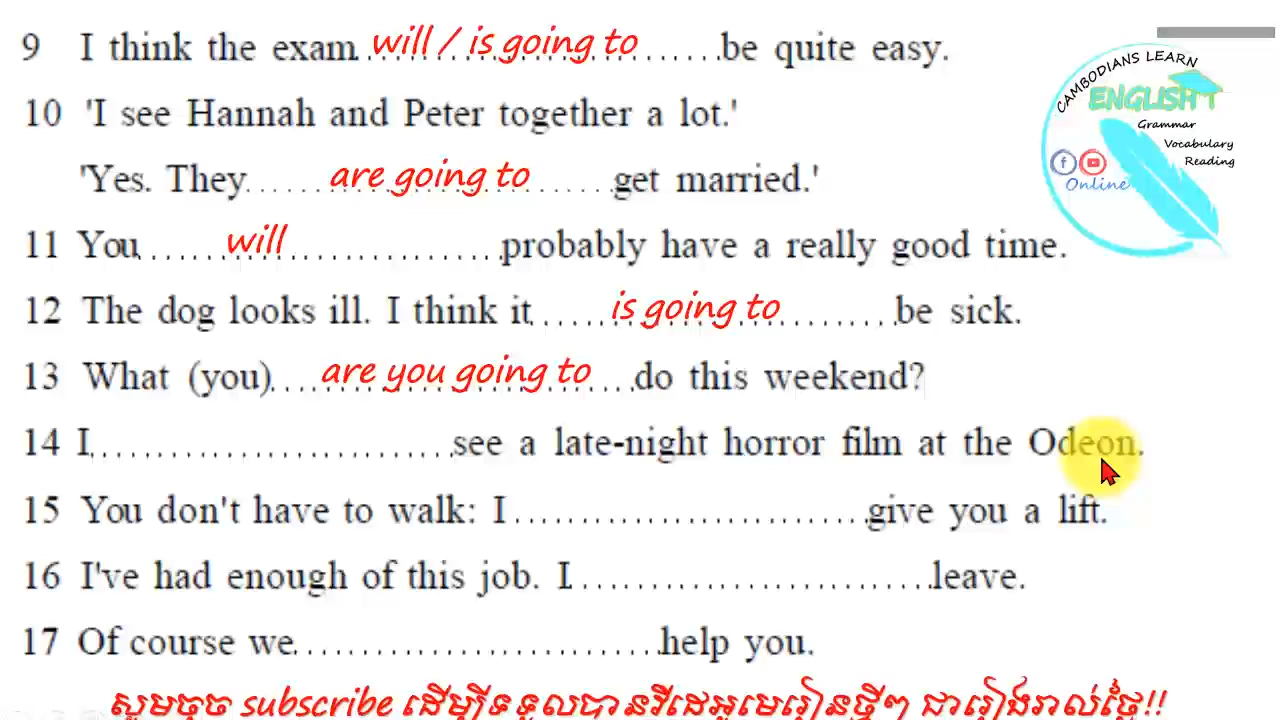 9 I think the exam will / is going to be quite easy.
10 'I see Hannah and Peter together a lot.'
'Yes. They are going to get married.'
11 You will probably have a really good time.
12 The dog looks ill. I think it is going to be sick.
13 What (you) are you going to do this weekend?
14 I ........................ see a late-night horror film at the Odeon.
15 You don't have to walk: I ........................ give you a lift.
16 I've had enough of this job. I ........................ leave.
17 Of course we ........................ help you.
CAMBODIANS LEARN
ENGLISH
Grammar
Vocabulary
Reading
Online
សូមចុច subscribe ដើម្បីទទួលបានវីដេអូមេរៀនថ្មីៗ ជារៀងរាល់ថ្ងៃ!!